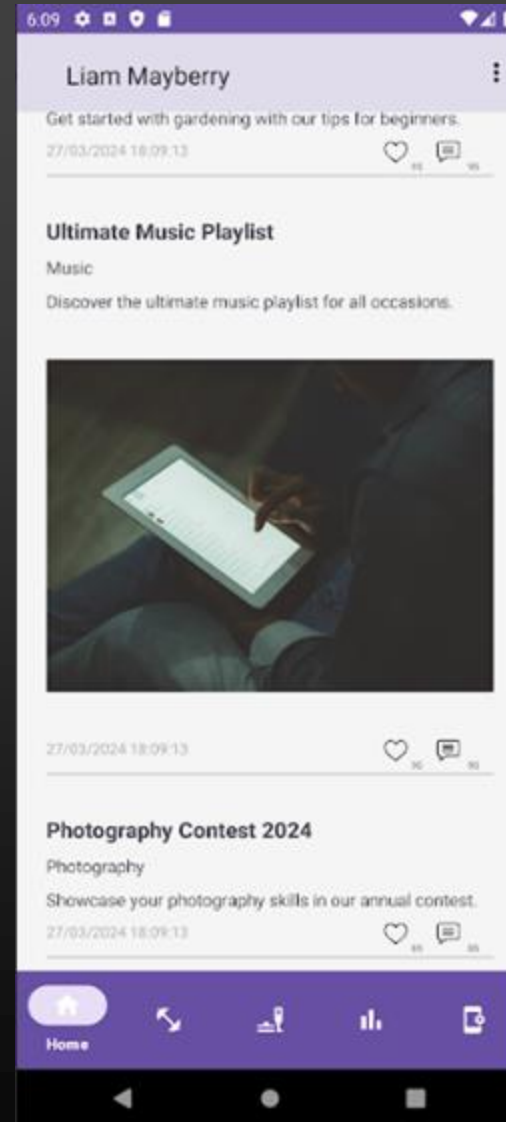 6:09
Liam Mayberry
Get started with gardening with our tips for beginners.
27/03/2024 18:09:13
Ultimate Music Playlist
Music
Discover the ultimate music playlist for all occasions.
27/03/2024 18:09:13
Photography Contest 2024
Photography
Showcase your photography skills in our annual contest.
27/03/2024 18:09:13
Home